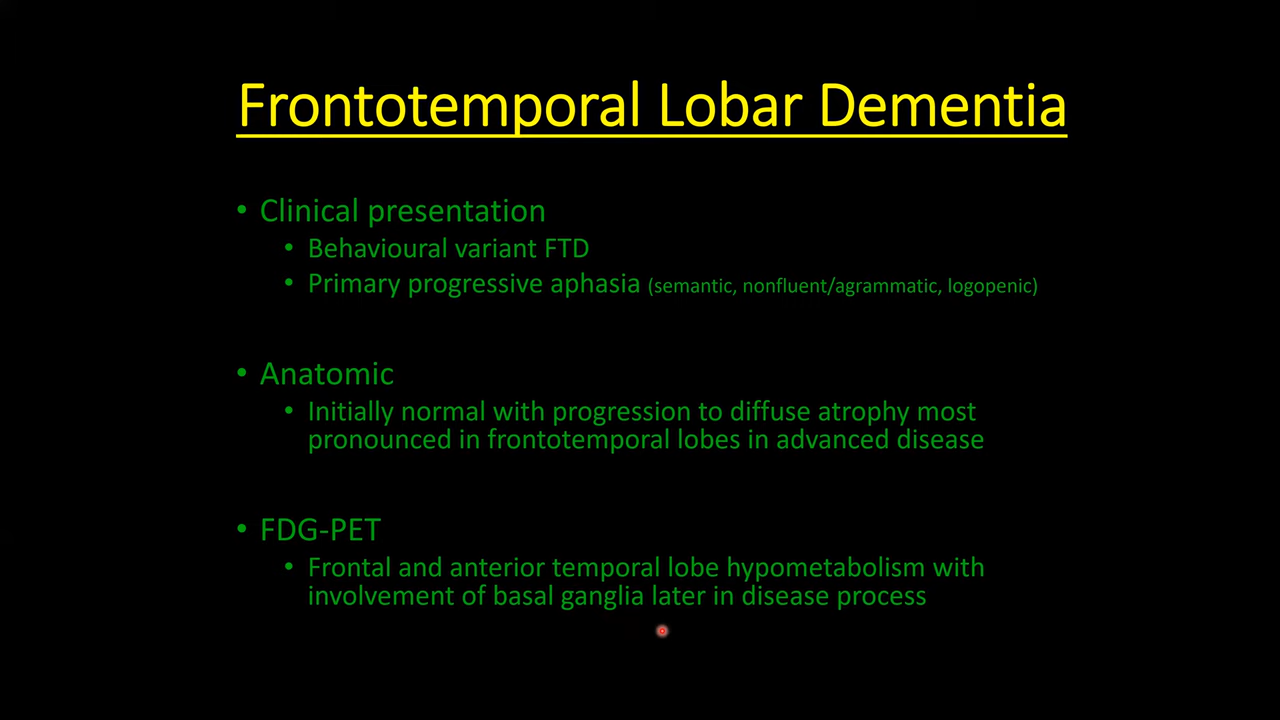 Frontotemporal Lobar Dementia
• Clinical presentation
• Behavioural variant FTD
• Primary progressive aphasia (semantic, nonfluent/agrammatic, logopenic)
• Anatomic
• Initially normal with progression to diffuse atrophy most
pronounced in frontotemporal lobes in advanced disease
• FDG-PET
• Frontal and anterior temporal lobe hypometabolism with
involvement of basal ganglia later in disease process